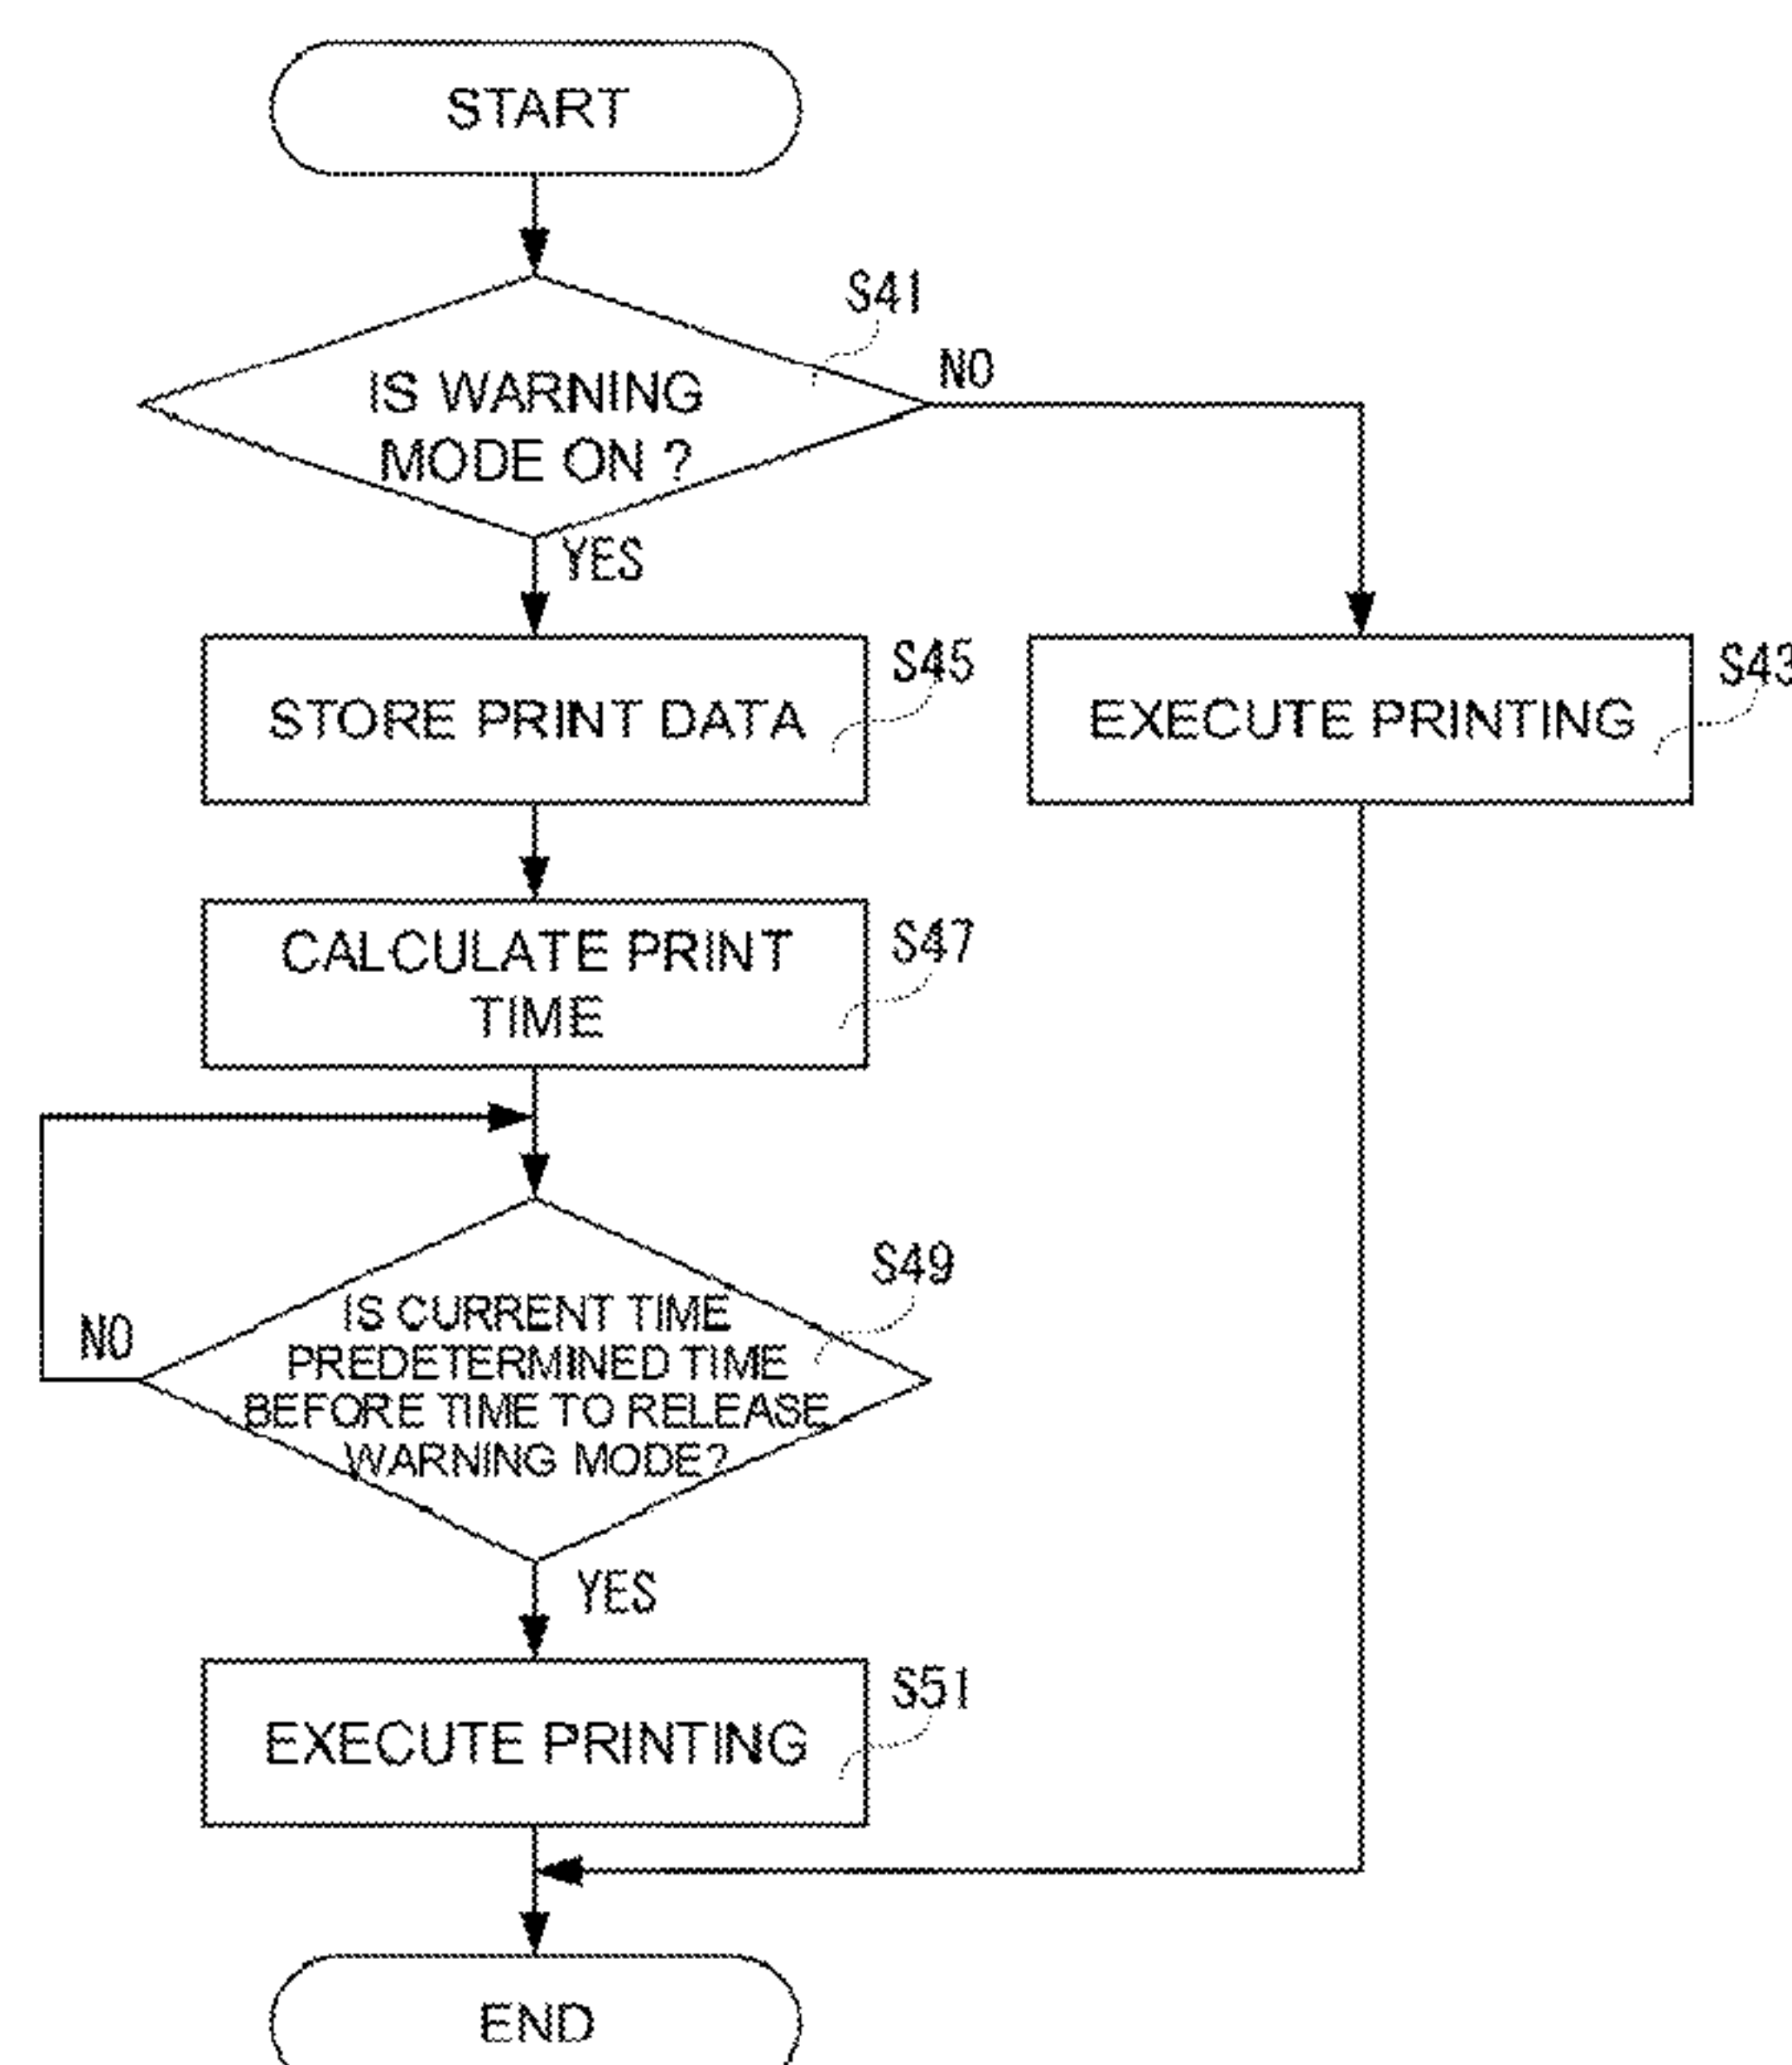 START
S41
IS WARNING
MODE ON ?
NO
YES
S45
STORE PRINT DATA
S43
EXECUTE PRINTING
S47
CALCULATE PRINT
TIME
S49
IS CURRENT TIME
PREDETERMINED TIME
BEFORE TIME TO RELEASE
WARNING MODE?
NO
YES
S51
EXECUTE PRINTING
END